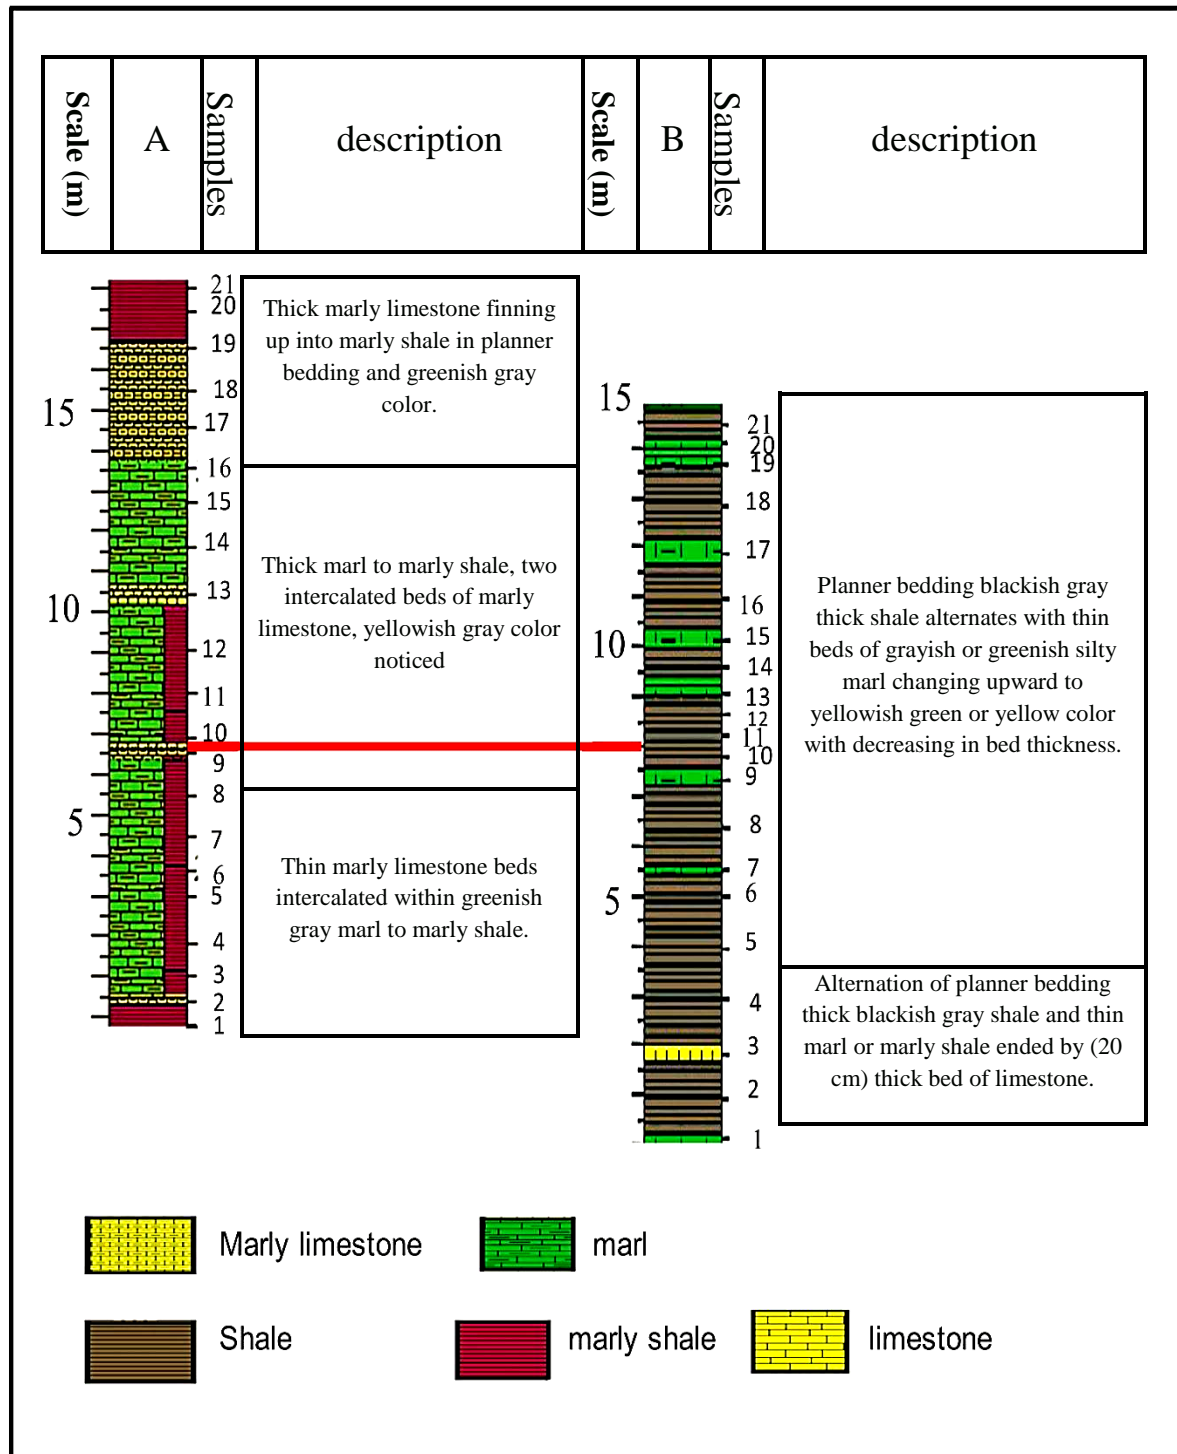 Scale (m)
A
Samples
description
Scale (m)
B
Samples
description
21
20
19
18
17
16
15
14
13
12
11
10
9
8
7
6
5
4
3
2
1
15
10
5
Thick marly limestone finning
up into marly shale in planner
bedding and greenish gray
color.
Thick marl to marly shale, two
intercalated beds of marly
limestone, yellowish gray color
noticed
Thin marly limestone beds
intercalated within greenish
gray marl to marly shale.
15
10
5
21
20
19
18
17
16
15
14
13
12
11
10
9
8
7
6
5
4
3
2
1
Planner bedding blackish gray
thick shale alternates with thin
beds of grayish or greenish silty
marl changing upward to
yellowish green or yellow color
with decreasing in bed thickness.
Alternation of planner bedding
thick blackish gray shale and thin
marl or marly shale ended by (20
cm) thick bed of limestone.
Marly limestone
marl
Shale
marly shale
limestone